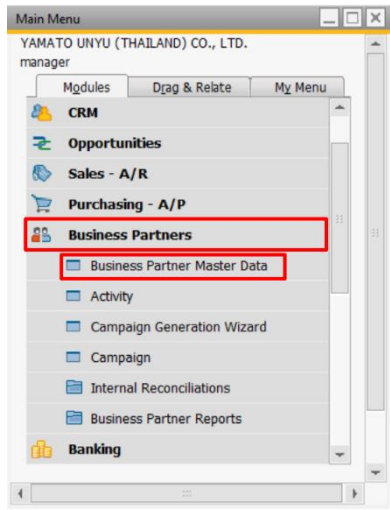 Main Menu
YAMATO UNYU (THAILAND) CO., LTD.
manager
Modules Drag & Relate My Menu
CRM
Opportunities
Sales - A/R
Purchasing - A/P
Business Partners
Business Partner Master Data
Activity
Campaign Generation Wizard
Campaign
Internal Reconciliations
Business Partner Reports
Banking